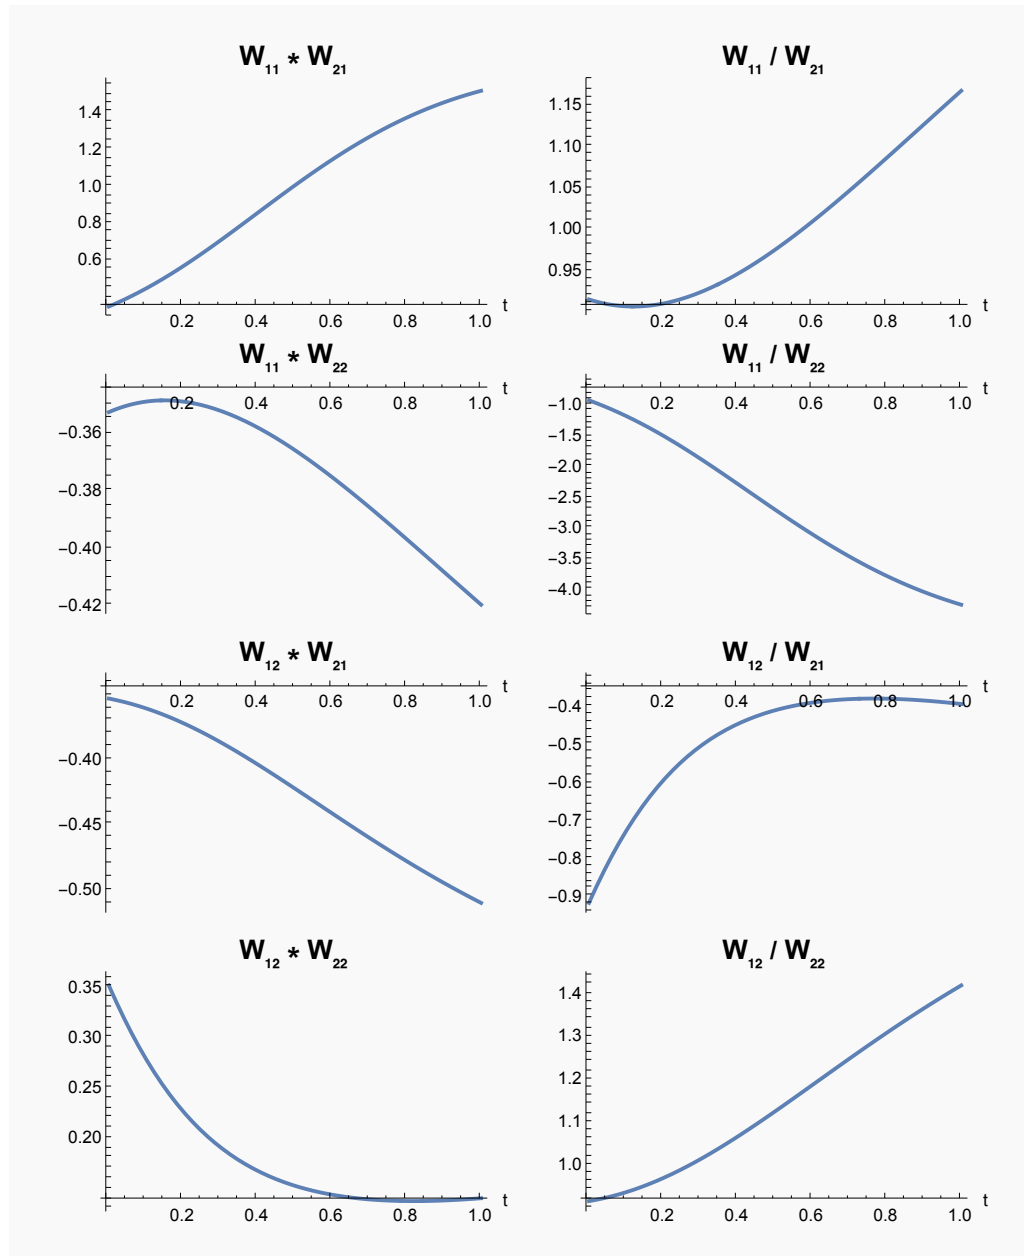 W₁₁ * W₂₁
1.4
1.2
1.0
0.8
0.6
0.2 0.4 0.6 0.8 1.0 t
W₁₁ / W₂₁
1.15
1.10
1.05
1.00
0.95
0.2 0.4 0.6 0.8 1.0 t
W₁₁ * W₂₂
0.2 0.4 0.6 0.8 1.0 t
−0.36
−0.38
−0.40
−0.42
W₁₁ / W₂₂
0.2 0.4 0.6 0.8 1.0 t
−1.0
−1.5
−2.0
−2.5
−3.0
−3.5
−4.0
W₁₂ * W₂₁
0.2 0.4 0.6 0.8 1.0 t
−0.40
−0.45
−0.50
W₁₂ / W₂₁
0.2 0.4 0.6 0.8 1.0 t
−0.4
−0.5
−0.6
−0.7
−0.8
−0.9
W₁₂ * W₂₂
0.35
0.30
0.25
0.20
0.2 0.4 0.6 0.8 1.0 t
W₁₂ / W₂₂
1.4
1.3
1.2
1.1
1.0
0.2 0.4 0.6 0.8 1.0 t